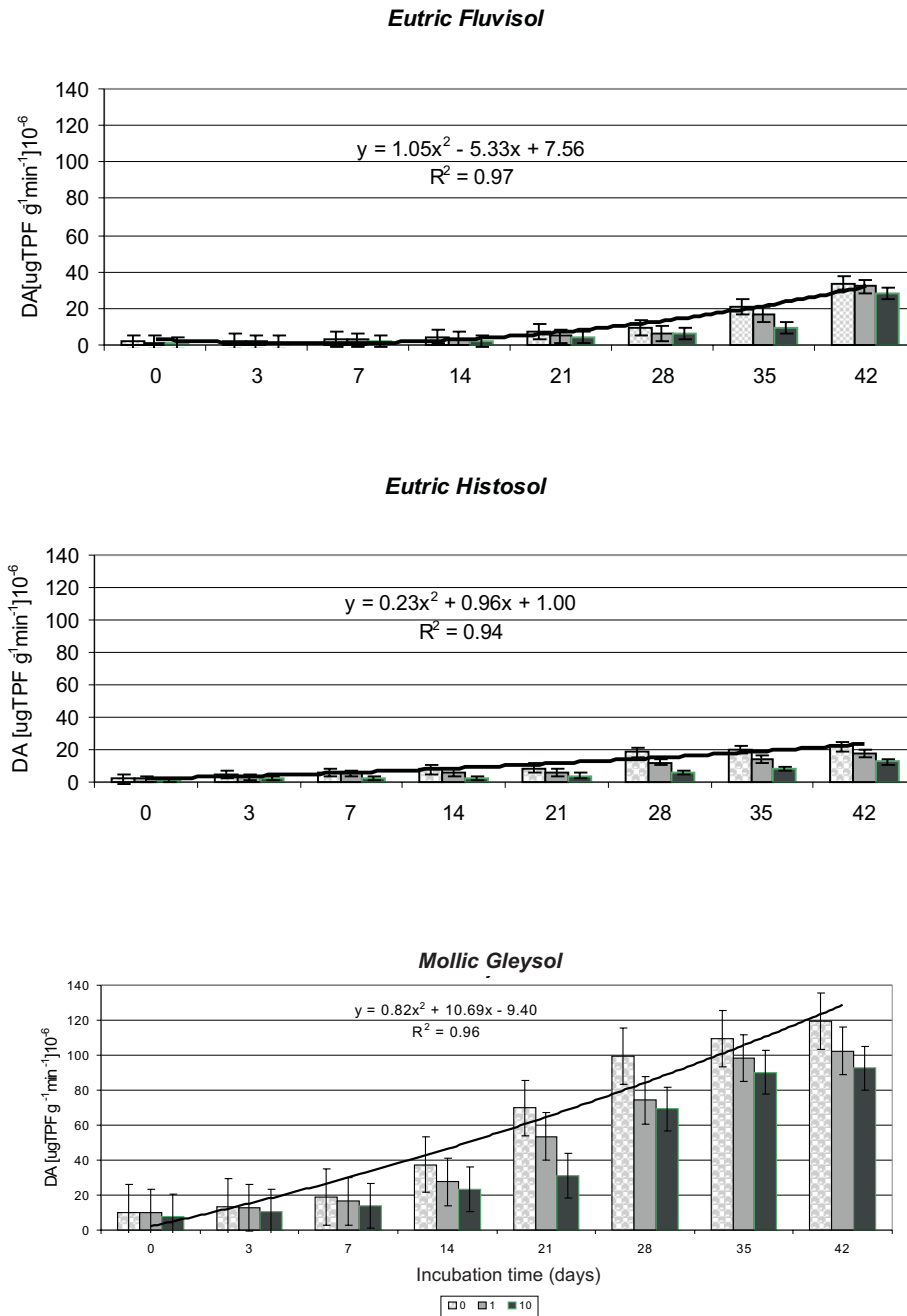 Eutric Fluvisol
DA[ugTPF g⁻¹min⁻¹]10⁻⁶
140
120
100
80
60
40
20
0
y = 1.05x² - 5.33x + 7.56
R² = 0.97
0 3 7 14 21 28 35 42
Eutric Histosol
DA [ugTPF g⁻¹min⁻¹]10⁻⁶
140
120
100
80
60
40
20
0
y = 0.23x² + 0.96x + 1.00
R² = 0.94
0 3 7 14 21 28 35 42
Mollic Gleysol
DA [ugTPF g⁻¹min⁻¹]10⁻⁶
140
120
100
80
60
40
20
0
y = 0.82x² + 10.69x - 9.40
R² = 0.96
0 3 7 14 21 28 35 42
Incubation time (days)
0 1 10